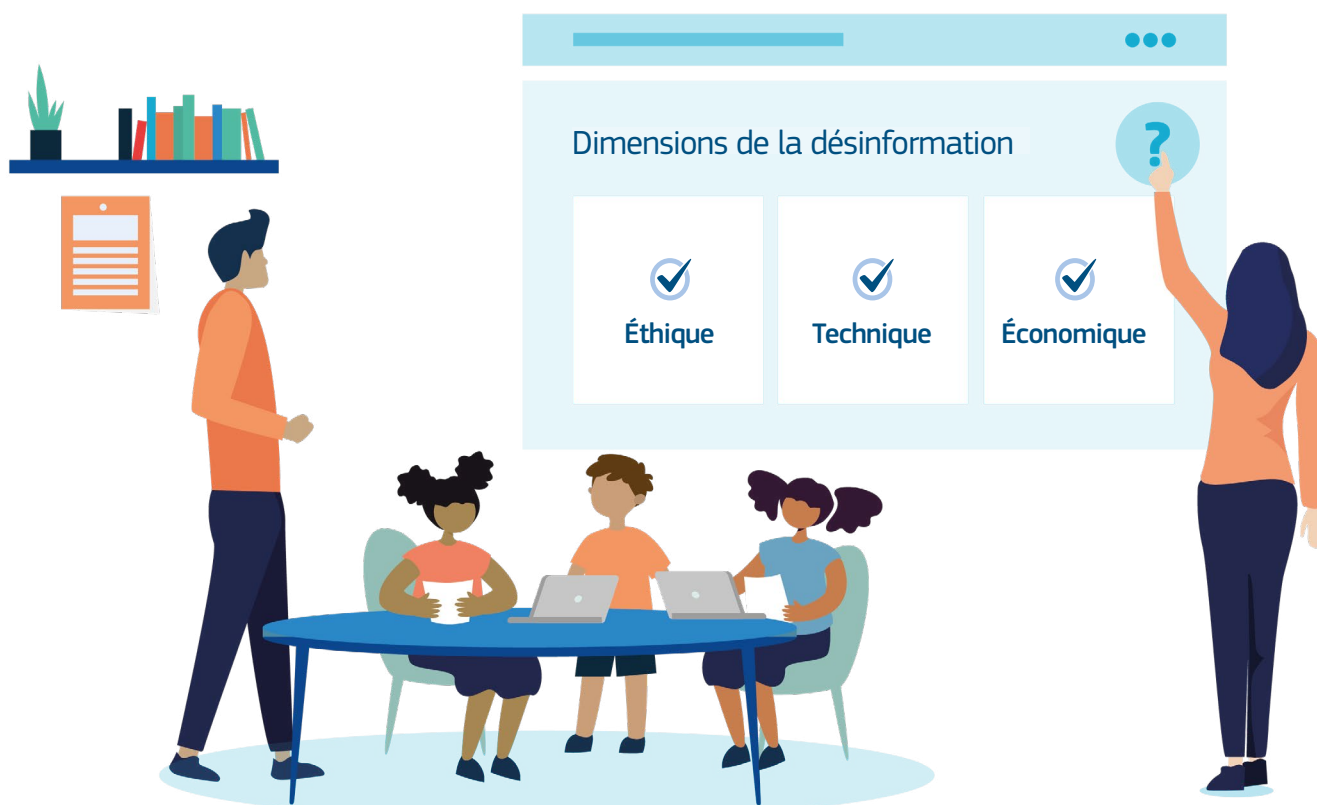 Dimensions de la désinformation
?
Éthique
Technique
Économique